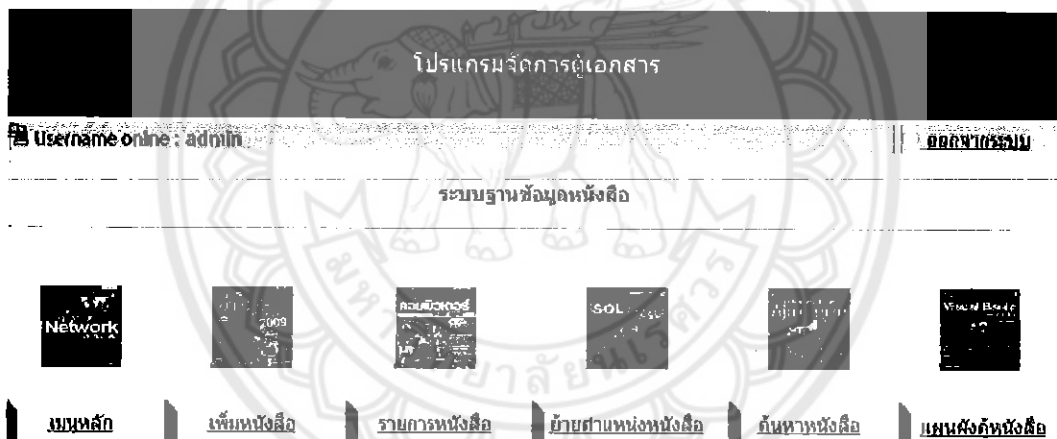 โปรแกรมจัดการตู้เอกสาร
Username online : admin
ออกจากระบบ
ระบบฐานข้อมูลหนังสือ
Network
2009
คอมพิวเตอร์
SQL
Visual Basic
เมนูหลัก
เพิ่มหนังสือ
รายการหนังสือ
ย้ายตำแหน่งหนังสือ
ค้นหาหนังสือ
แผนผังตู้หนังสือ